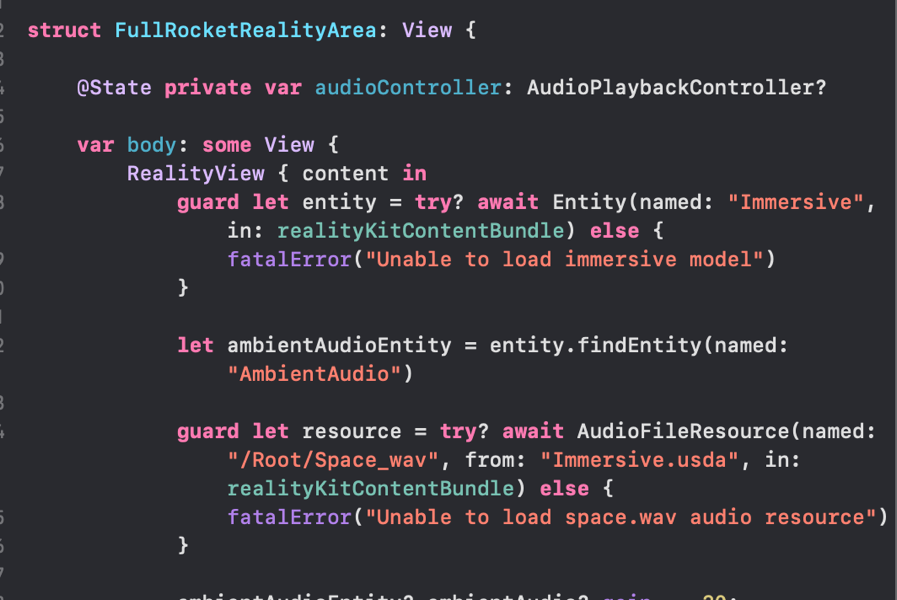 struct FullRocketRealityArea: View {
@State private var audioController: AudioPlaybackController?
var body: some View {
RealityView { content in
guard let entity = try? await Entity(named: "Immersive",
in: realityKitContentBundle) else {
fatalError("Unable to load immersive model")
}
let ambientAudioEntity = entity.findEntity(named:
"AmbientAudio")
guard let resource = try? await AudioFileResource(named:
"/Root/Space_wav", from: "Immersive.usda", in:
realityKitContentBundle) else {
fatalError("Unable to load space.wav audio resource")
}